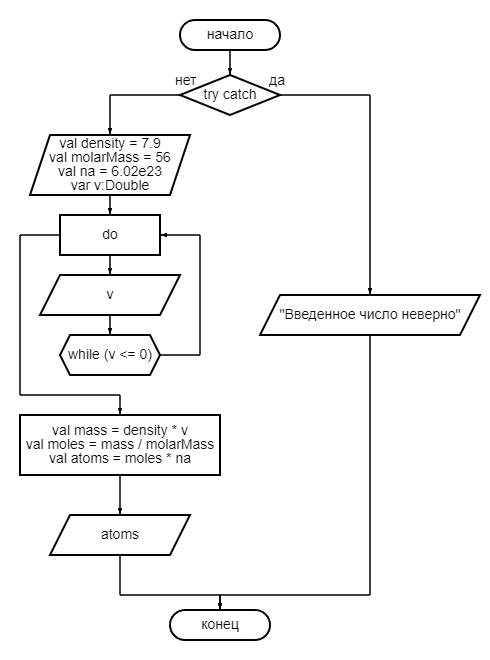 начало
нет
да
try catch
val density = 7.9
val molarMass = 56
val na = 6.02e23
var v:Double
do
v
while (v <= 0)
"Введенное число неверно"
val mass = density * v
val moles = mass / molarMass
val atoms = moles * na
atoms
конец